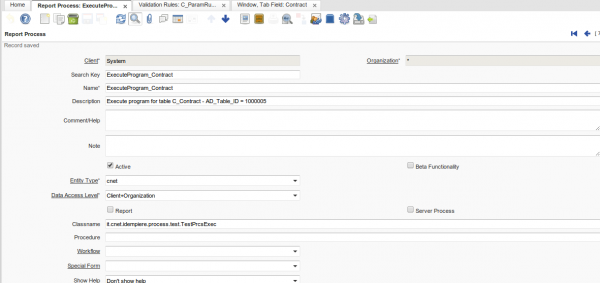 Home Report Process: ExecutePro... x Validation Rules: C_ParamRu... x Window, Tab Field: Contract x
Report Process
Record saved
Client* System Organization* *
Search Key ExecuteProgram_Contract
Name* ExecuteProgram_Contract
Description Execute program for table C_Contract - AD_Table_ID = 1000005
Comment/Help
Note
Active Beta Functionality
Entity Type* cnet
Data Access Level* Client+Organization
Report Server Process
Classname it.cnet.idempiere.process.test.TestPrcsExec
Procedure
Workflow
Special Form
Show Help Don't show help